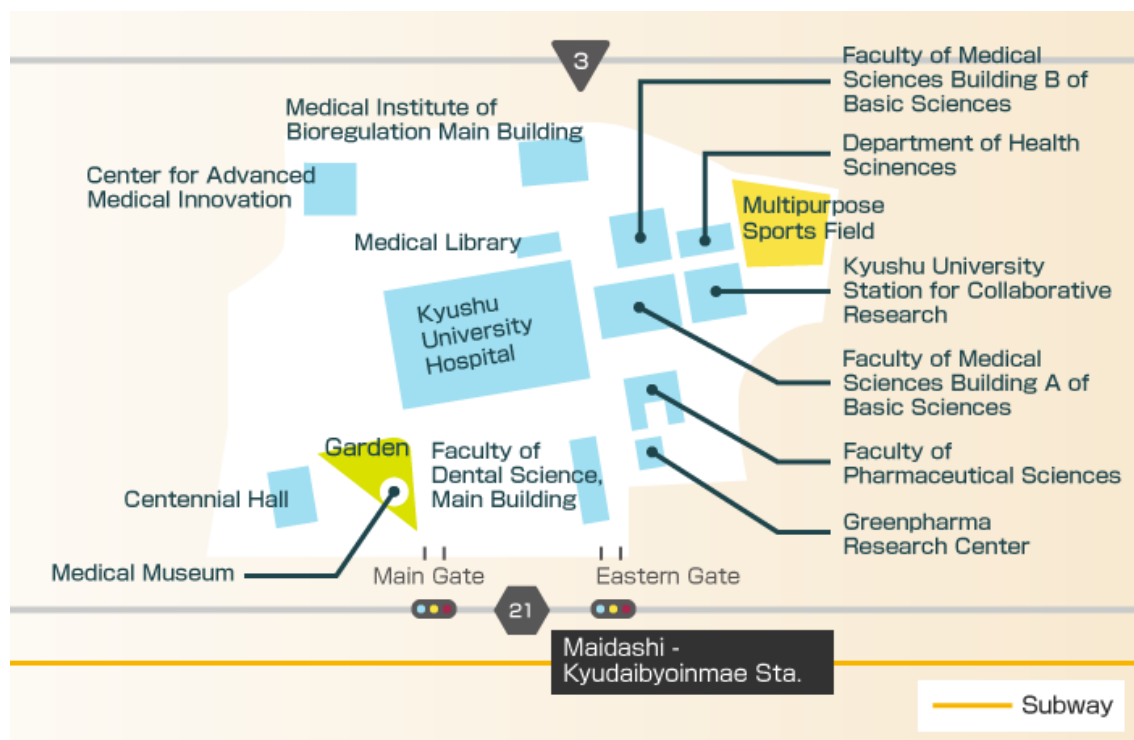 3
Faculty of Medical
Sciences Building B of
Basic Sciences
Medical Institute of
Bioregulation Main Building
Department of Health
Scinences
Center for Advanced
Medical Innovation
Multipurpose
Sports Field
Medical Library
Kyushu University
Station for Collaborative
Research
Kyushu
University
Hospital
Faculty of Medical
Sciences Building A of
Basic Sciences
Garden
Faculty of
Dental Science,
Main Building
Faculty of
Pharmaceutical Sciences
Centennial Hall
Greenpharma
Research Center
Medical Museum
Main Gate
Eastern Gate
21
Maidashi -
Kyudaibyoinmae Sta.
Subway